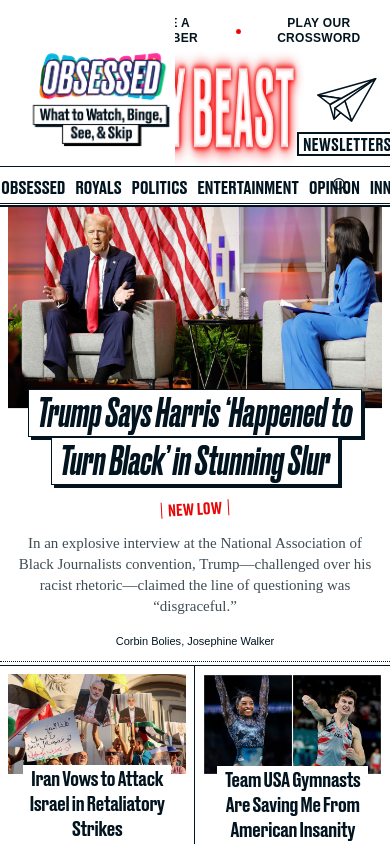 E A
BER
PLAY OUR
CROSSWORD
OBSESSED
What to Watch, Binge,
See, & Skip
Y BEAST
NEWSLETTERS
OBSESSED ROYALS POLITICS ENTERTAINMENT OPINION INN
Trump Says Harris ‘Happened to
Turn Black’ in Stunning Slur
NEW LOW
In an explosive interview at the National Association of
Black Journalists convention, Trump—challenged over his
racist rhetoric—claimed the line of questioning was
“disgraceful.”
Corbin Bolies, Josephine Walker
Iran Vows to Attack
Israel in Retaliatory
Strikes
Team USA Gymnasts
Are Saving Me From
American Insanity